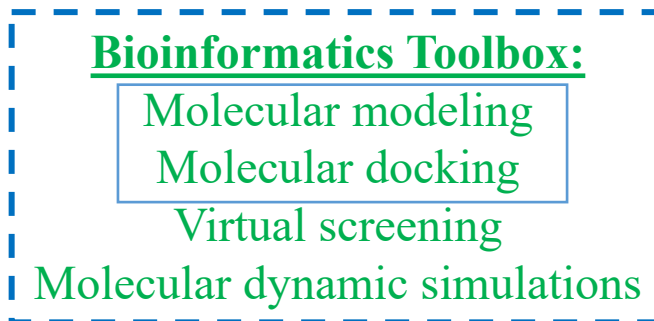 Bioinformatics Toolbox:
Molecular modeling
Molecular docking
Virtual screening
Molecular dynamic simulations